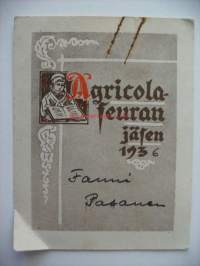 Agricola-
seuran
jäsen
1936
Fanni
Pasanen